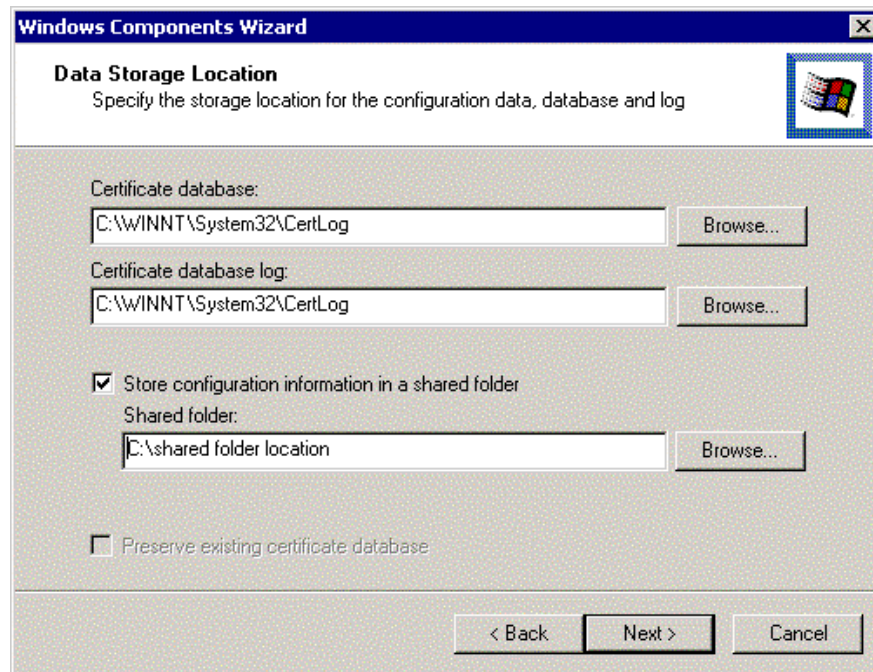 Windows Components Wizard
Data Storage Location
Specify the storage location for the configuration data, database and log
Certificate database:
C:\WINNT\System32\CertLog
Browse...
Certificate database log:
C:\WINNT\System32\CertLog
Browse...
Store configuration information in a shared folder
Shared folder:
C:\shared folder location
Browse...
Preserve existing certificate database
< Back
Next >
Cancel